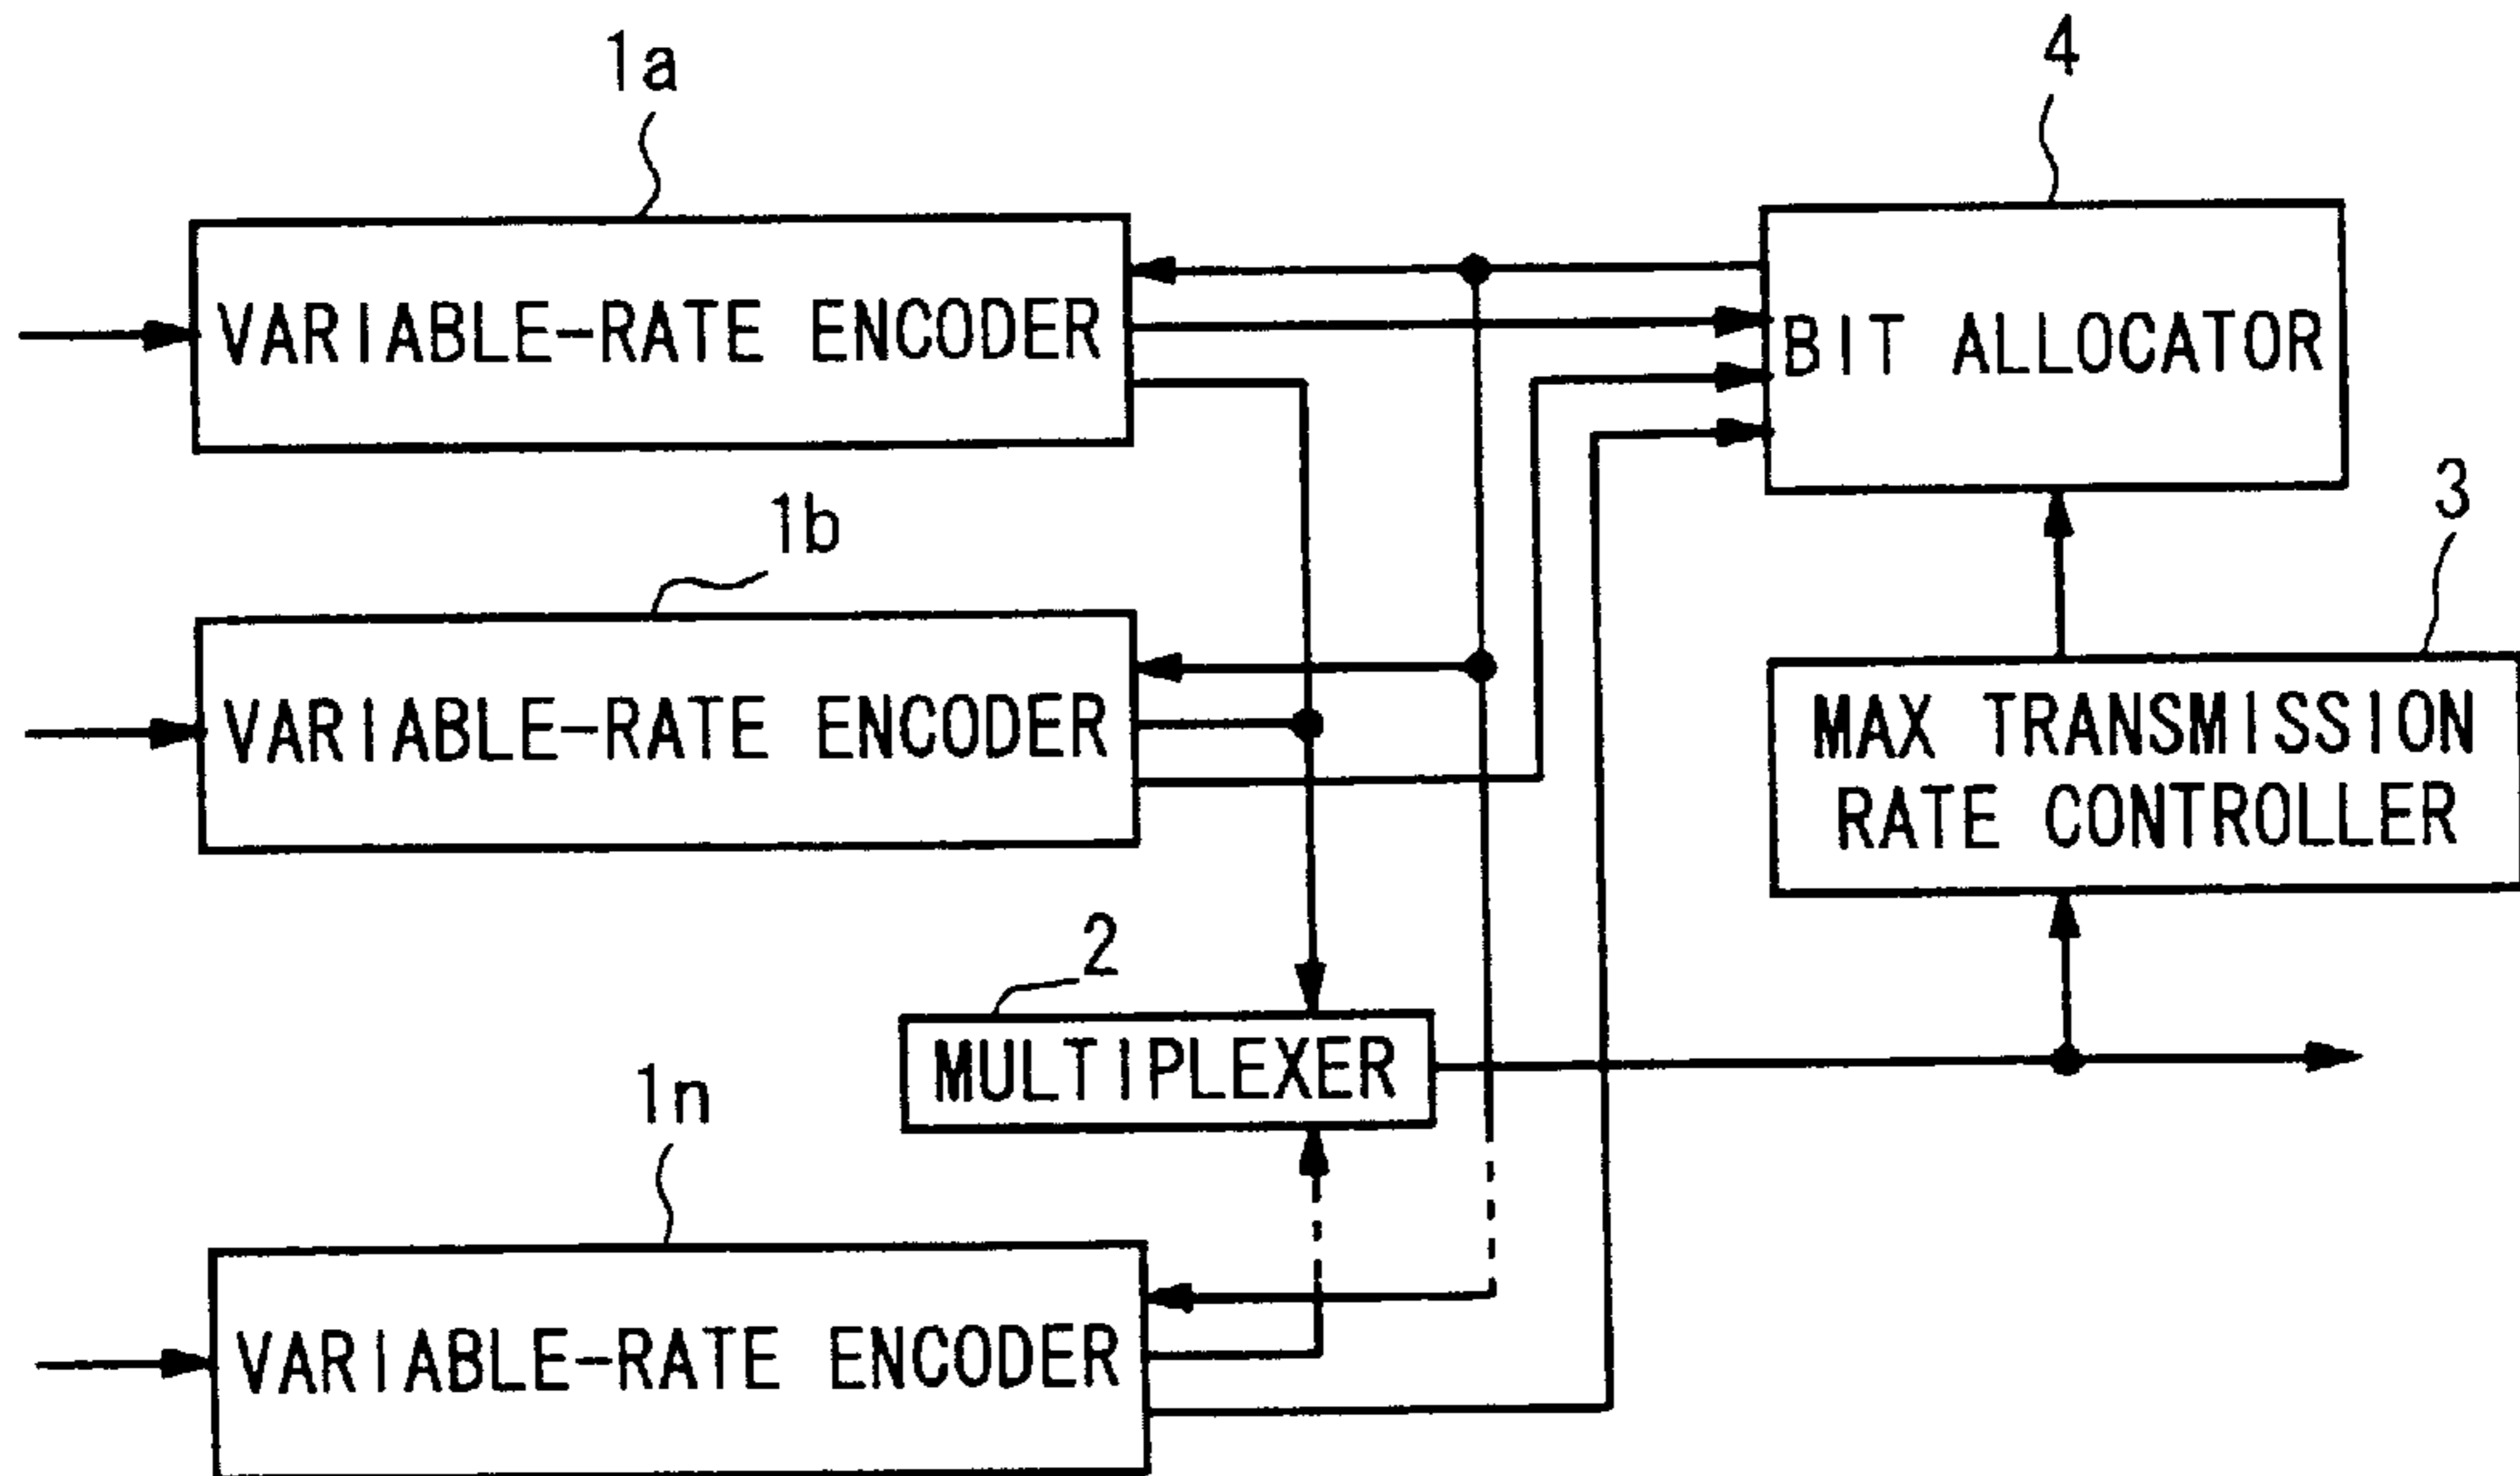 1a
4
VARIABLE-RATE ENCODER
BIT ALLOCATOR
1b
3
VARIABLE-RATE ENCODER
MAX TRANSMISSION
RATE CONTROLLER
2
MULTIPLEXER
1n
VARIABLE-RATE ENCODER